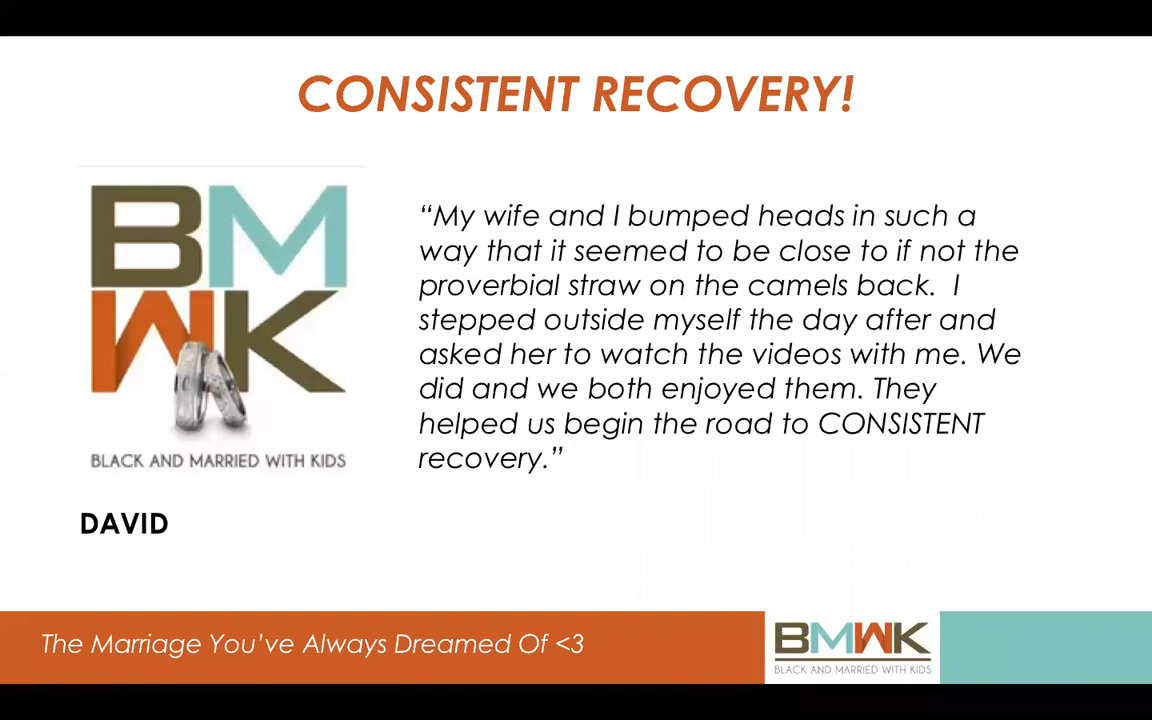 CONSISTENT RECOVERY!
BM
WK
BLACK AND MARRIED WITH KIDS
DAVID
“My wife and I bumped heads in such a
way that it seemed to be close to if not the
proverbial straw on the camels back.  I
stepped outside myself the day after and
asked her to watch the videos with me. We
did and we both enjoyed them. They
helped us begin the road to CONSISTENT
recovery.”
The Marriage You’ve Always Dreamed Of <3
BMWK
BLACK AND MARRIED WITH KIDS